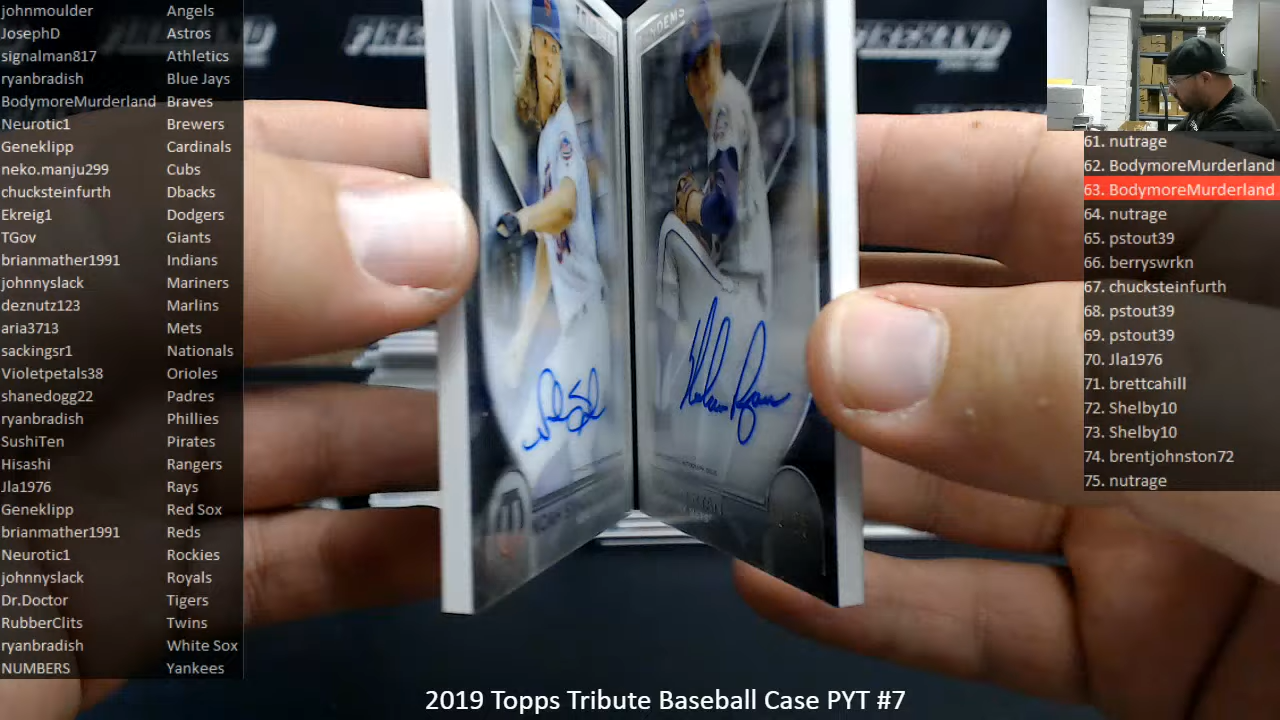 johnmoulder Angels
JosephD Astros
signalman817 Athletics
ryanbradish Blue Jays
BodymoreMurderland Braves
Neurotic1 Brewers
Geneklipp Cardinals
neko.manju299 Cubs
chucksteinfurth Dbacks
Ekreig1 Dodgers
TGov Giants
brianmather1991 Indians
johnnyslack Mariners
deznutz123 Marlins
aria3713 Mets
sackingsr1 Nationals
Violetpetals38 Orioles
shanedogg22 Padres
ryanbradish Phillies
SushiTen Pirates
Hisashi Rangers
Jla1976 Rays
Geneklipp Red Sox
brianmather1991 Reds
Neurotic1 Rockies
johnnyslack Royals
Dr.Doctor Tigers
RubberClits Twins
ryanbradish White Sox
NUMBERS Yankees
Nolan Ryan
61. nutrage
62. BodymoreMurderland
63. BodymoreMurderland
64. nutrage
65. pstout39
66. berryswrkn
67. chucksteinfurth
68. pstout39
69. pstout39
70. Jla1976
71. brettcahill
72. Shelby10
73. Shelby10
74. brentjohnston72
75. nutrage
2019 Topps Tribute Baseball Case PYT #7